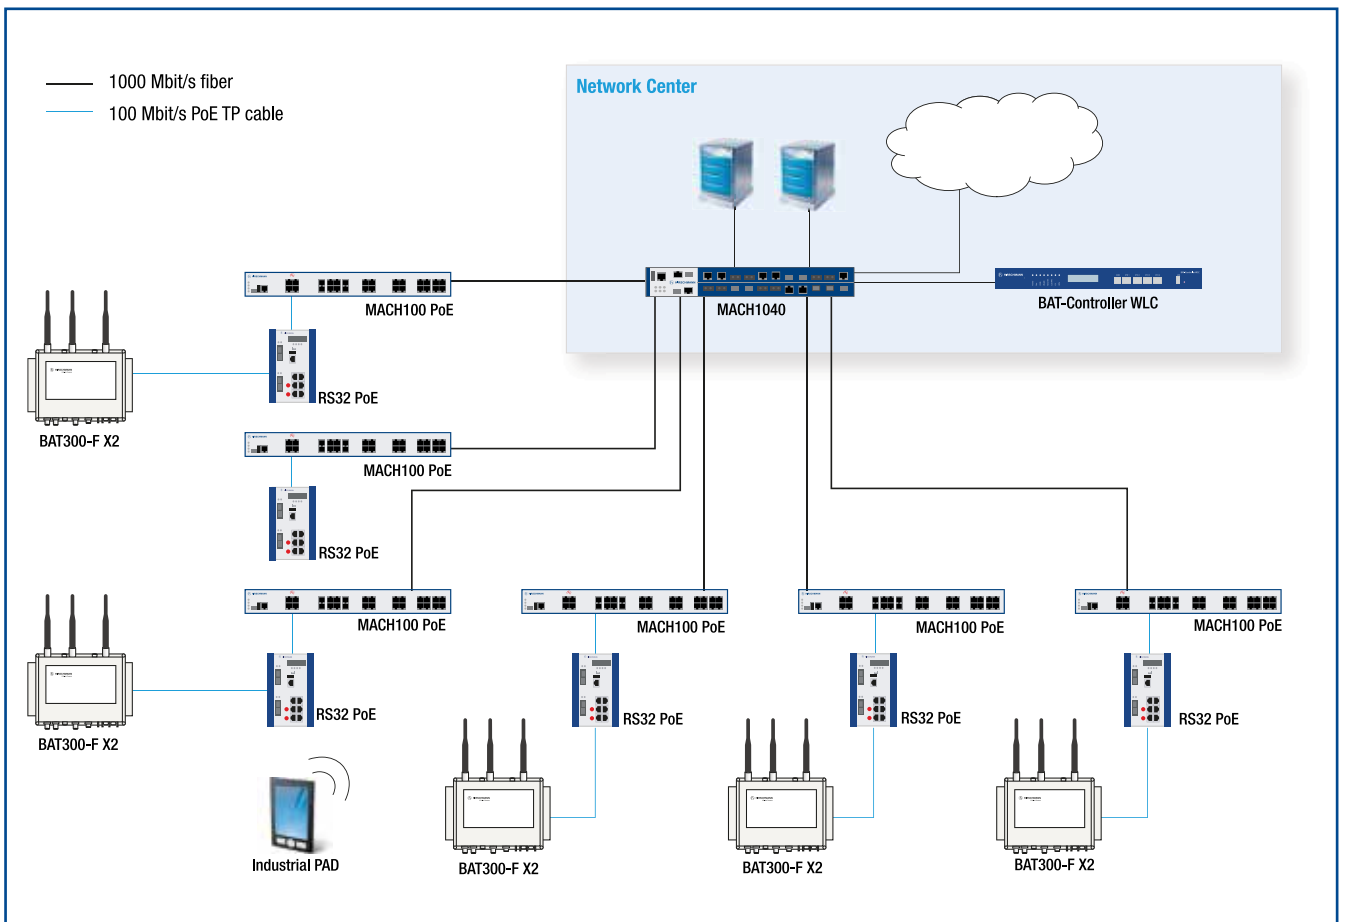 1000 Mbit/s fiber
100 Mbit/s PoE TP cable
Network Center
MACH100 PoE
MACH1040
BAT-Controller WLC
RS32 PoE
BAT300-F X2
MACH100 PoE
RS32 PoE
MACH100 PoE
MACH100 PoE
MACH100 PoE
MACH100 PoE
RS32 PoE
RS32 PoE
RS32 PoE
RS32 PoE
BAT300-F X2
Industrial PAD
BAT300-F X2
BAT300-F X2
BAT300-F X2